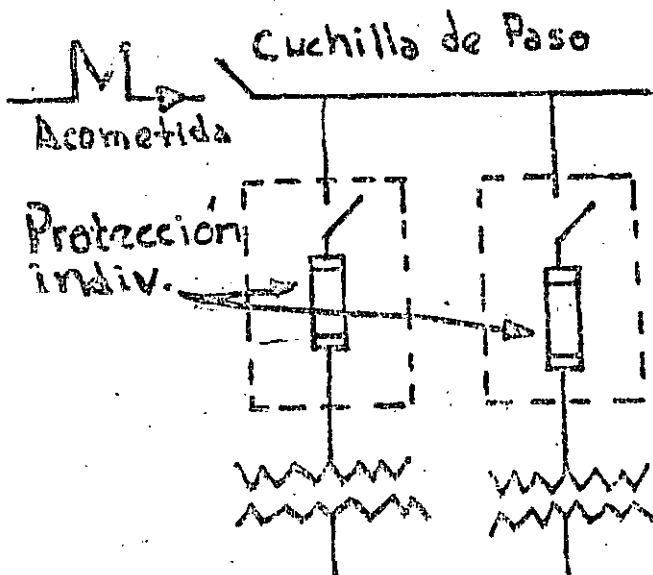 Cuchilla de Paso
M
Acometida
Protección
indiv.